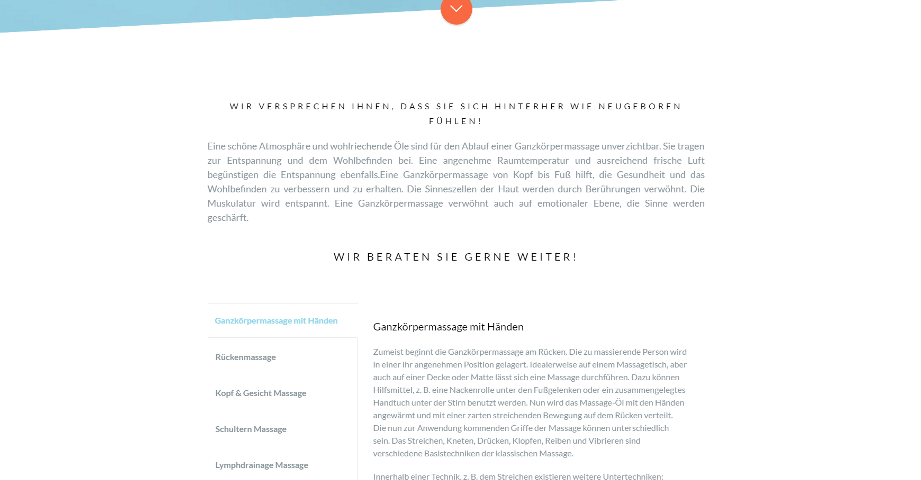 WIR VERSPRECHEN IHNEN, DASS SIE SICH HINTERHER WIE NEUGEBOREN
FÜHLEN!
Eine schöne Atmosphäre und wohlriechende Öle sind für den Ablauf einer Ganzkörpermassage unverzichtbar. Sie tragen
zur Entspannung und dem Wohlbefinden bei. Eine angenehme Raumtemperatur und ausreichend frische Luft
begünstigen die Entspannung ebenfalls.Eine Ganzkörpermassage von Kopf bis Fuß hilft, die Gesundheit und das
Wohlbefinden zu verbessern und zu erhalten. Die Sinneszellen der Haut werden durch Berührungen verwöhnt. Die
Muskulatur wird entspannt. Eine Ganzkörpermassage verwöhnt auch auf emotionaler Ebene, die Sinne werden
geschärft.
WIR BERATEN SIE GERNE WEITER!
Ganzkörpermassage mit Händen
Rückenmassage
Kopf & Gesicht Massage
Schultern Massage
Lymphdrainage Massage
Ganzkörpermassage mit Händen
Zumeist beginnt die Ganzkörpermassage am Rücken. Die zu massierende Person wird
in einer ihr angenehmen Position gelagert. Idealerweise auf einem Massagetisch, aber
auch auf einer Decke oder Matte lässt sich eine Massage durchführen. Dazu können
Hilfsmittel, z. B. eine Nackenrolle unter den Fußgelenken oder ein zusammengelegtes
Handtuch unter der Stirn benutzt werden. Nun wird das Massage-Öl mit den Händen
angewärmt und mit einer zarten streichenden Bewegung auf dem Rücken verteilt.
Die nun zur Anwendung kommenden Griffe der Massage können unterschiedlich
sein. Das Streichen, Kneten, Drücken, Klopfen, Reiben und Vibrieren sind
verschiedene Basistechniken der klassischen Massage.
Innerhalb einer Technik, z. B. dem Streichen existieren weitere Untertechniken: